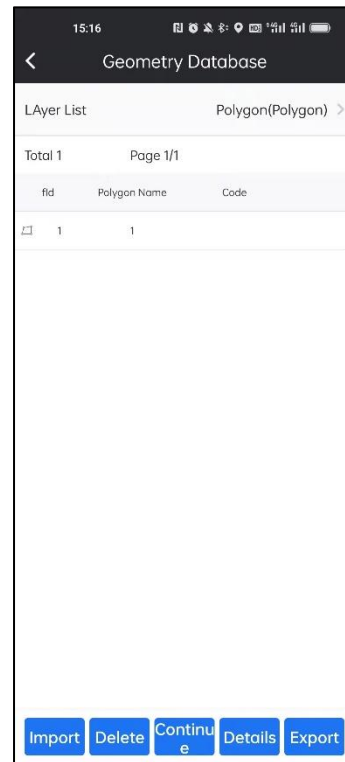 15:16
Geometry Database
LAyer List Polygon(Polygon)
Total 1 Page 1/1
fId Polygon Name Code
1 1
Import Delete Continu
e Details Export